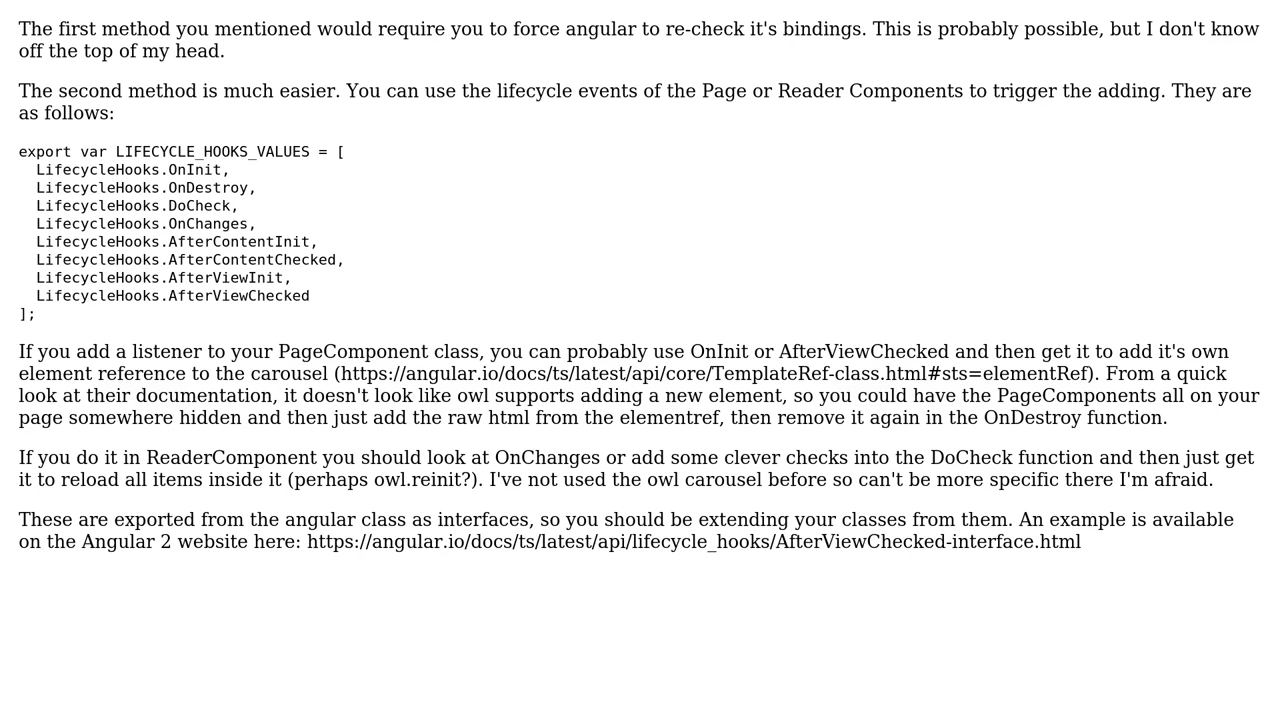 The first method you mentioned would require you to force angular to re-check it's bindings. This is probably possible, but I don't know
off the top of my head.
The second method is much easier. You can use the lifecycle events of the Page or Reader Components to trigger the adding. They are
as follows:
export var LIFECYCLE_HOOKS_VALUES = [
  LifecycleHooks.OnInit,
  LifecycleHooks.OnDestroy,
  LifecycleHooks.DoCheck,
  LifecycleHooks.OnChanges,
  LifecycleHooks.AfterContentInit,
  LifecycleHooks.AfterContentChecked,
  LifecycleHooks.AfterViewInit,
  LifecycleHooks.AfterViewChecked
];
If you add a listener to your PageComponent class, you can probably use OnInit or AfterViewChecked and then get it to add it's own
element reference to the carousel (https://angular.io/docs/ts/latest/api/core/TemplateRef-class.html#sts=elementRef). From a quick
look at their documentation, it doesn't look like owl supports adding a new element, so you could have the PageComponents all on your
page somewhere hidden and then just add the raw html from the elementref, then remove it again in the OnDestroy function.
If you do it in ReaderComponent you should look at OnChanges or add some clever checks into the DoCheck function and then just get
it to reload all items inside it (perhaps owl.reinit?). I've not used the owl carousel before so can't be more specific there I'm afraid.
These are exported from the angular class as interfaces, so you should be extending your classes from them. An example is available
on the Angular 2 website here: https://angular.io/docs/ts/latest/api/lifecycle_hooks/AfterViewChecked-interface.html